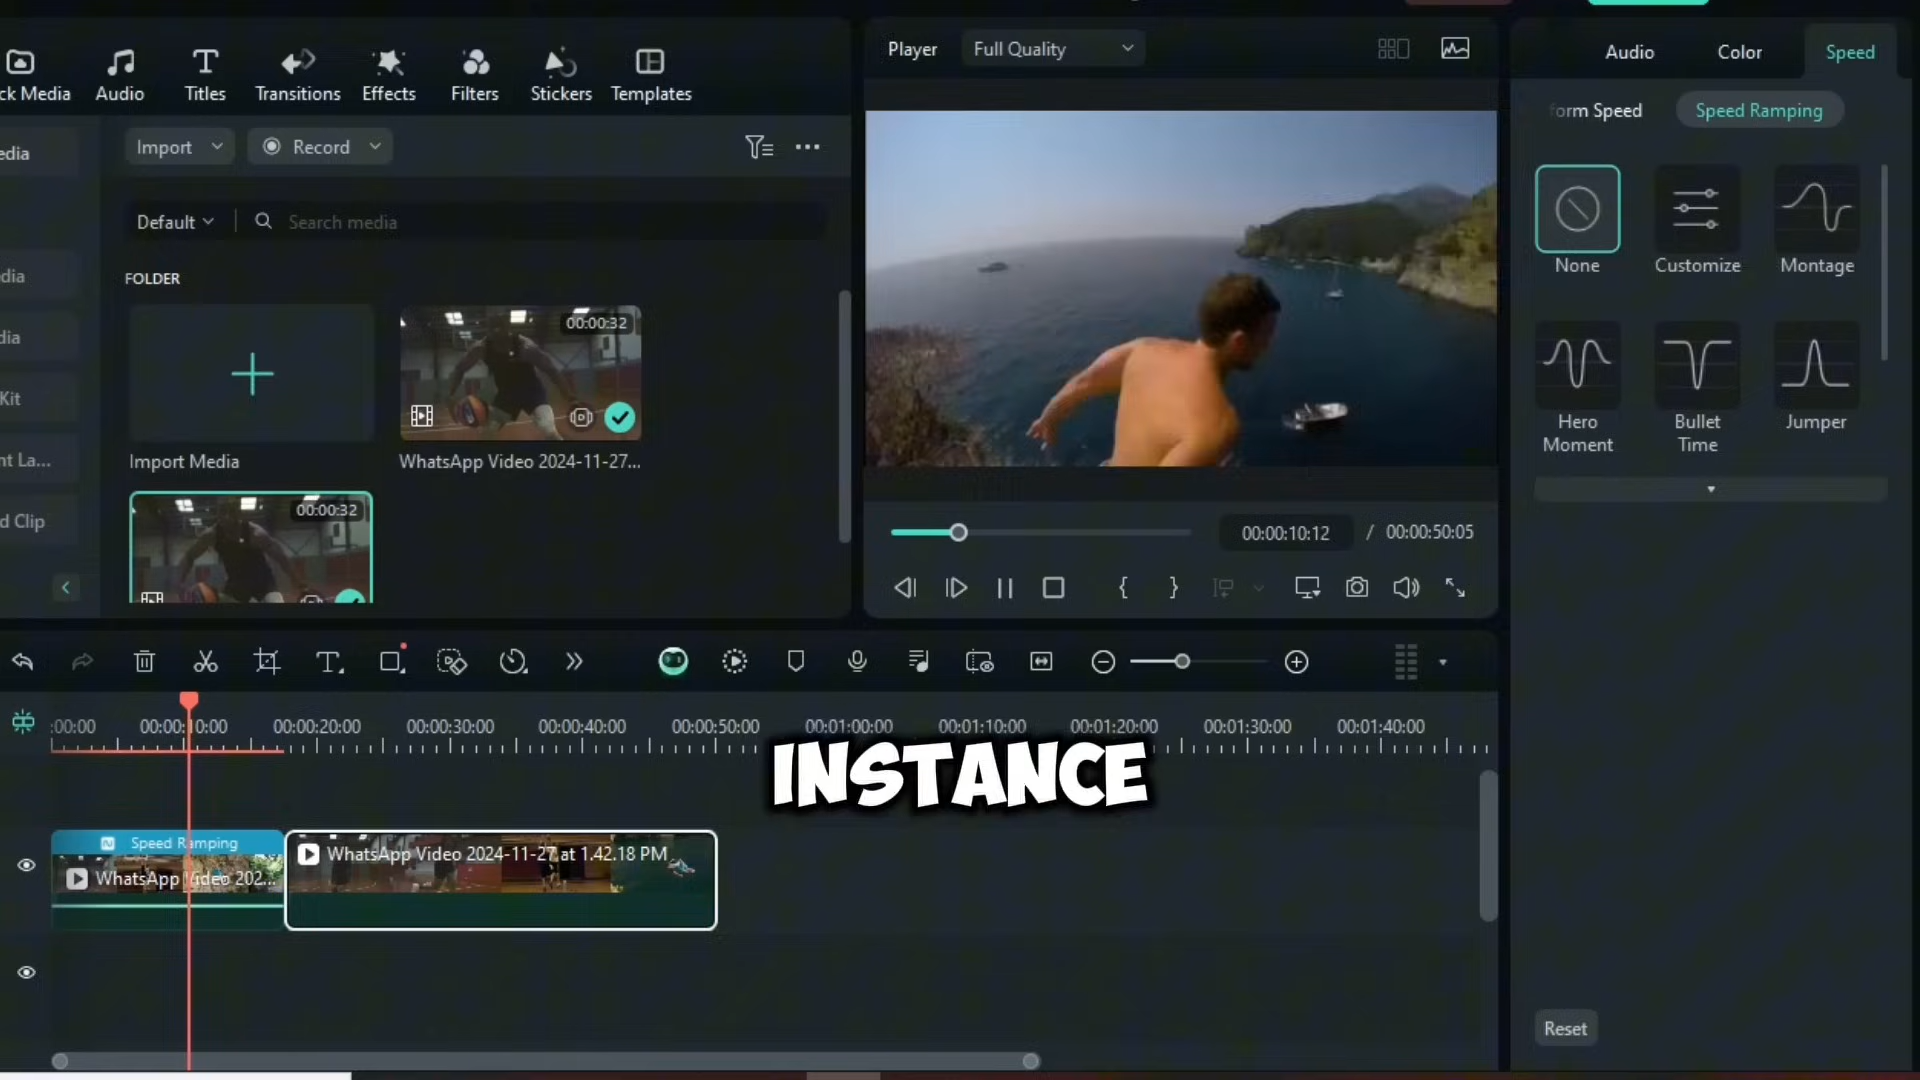 ck Media
Audio
Titles
Transitions
Effects
Filters
Stickers
Templates
Player
Full Quality
Audio
Color
Speed
edia
Import
Record
form Speed
Speed Ramping
Default
Search media
dia
FOLDER
None
Customize
Montage
dia
00:00:32
Kit
Hero
Moment
Bullet
Time
Jumper
nt La...
Import Media
WhatsApp Video 2024-11-27...
d Clip
00:00:32
00:00:10:12 / 00:00:50:05
:00:00
00:00:10:00
00:00:20:00
00:00:30:00
00:00:40:00
00:00:50:00
00:01:00:00
00:01:10:00
00:01:20:00
00:01:30:00
00:01:40:00
INSTANCE
Speed Ramping
WhatsApp Video 202...
WhatsApp Video 2024-11-27 at 1.42.18 PM
Reset